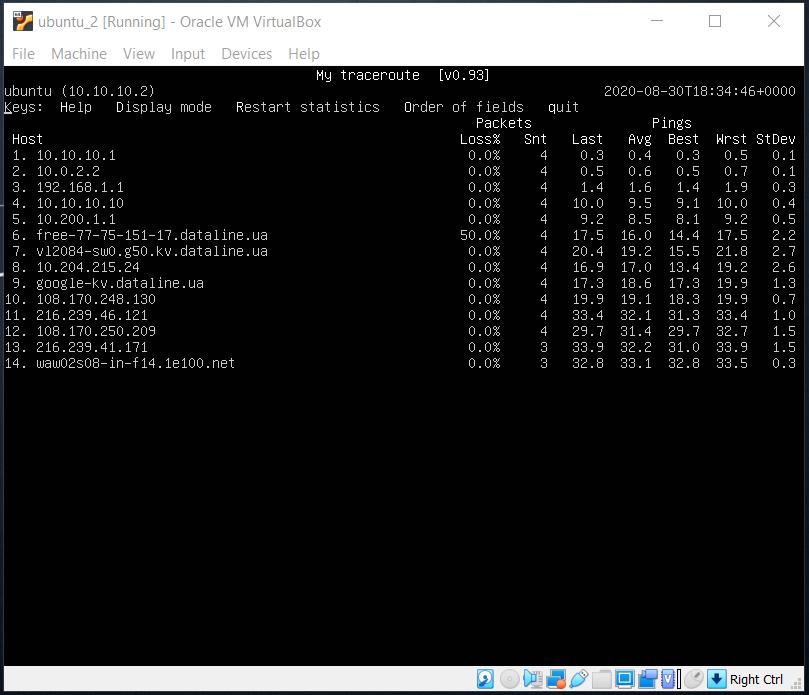 ubuntu_2 [Running] - Oracle VM VirtualBox
File Machine View Input Devices Help
My traceroute [v0.93]
ubuntu (10.10.10.2) 2020-08-30T18:34:46+0000
Keys: Help Display mode Restart statistics Order of fields quit
Packets Pings
Host Loss% Snt Last Avg Best Wrst StDev
1. 10.10.10.1 0.0% 4 0.3 0.4 0.3 0.5 0.1
2. 10.0.2.2 0.0% 4 0.5 0.6 0.5 0.7 0.1
3. 192.168.1.1 0.0% 4 1.4 1.6 1.4 1.9 0.3
4. 10.10.10.10 0.0% 4 10.0 9.5 9.1 10.0 0.4
5. 10.200.1.1 0.0% 4 9.2 8.5 8.1 9.2 0.5
6. free-77-75-151-17.dataline.ua 50.0% 4 17.5 16.0 14.4 17.5 2.2
7. vl2084-sw0.g50.kv.dataline.ua 0.0% 4 20.4 19.2 15.5 21.8 2.7
8. 10.204.215.24 0.0% 4 16.9 17.0 13.4 19.2 2.6
9. google-kv.dataline.ua 0.0% 4 17.3 18.6 17.3 19.9 1.3
10. 108.170.248.130 0.0% 4 19.9 19.1 18.3 19.9 0.7
11. 216.239.46.121 0.0% 4 33.4 32.1 31.3 33.4 1.0
12. 108.170.250.209 0.0% 4 29.7 31.4 29.7 32.7 1.5
13. 216.239.41.171 0.0% 3 33.9 32.2 31.0 33.9 1.5
14. waw02s08-in-f14.1e100.net 0.0% 3 32.8 33.1 32.8 33.5 0.3
Right Ctrl